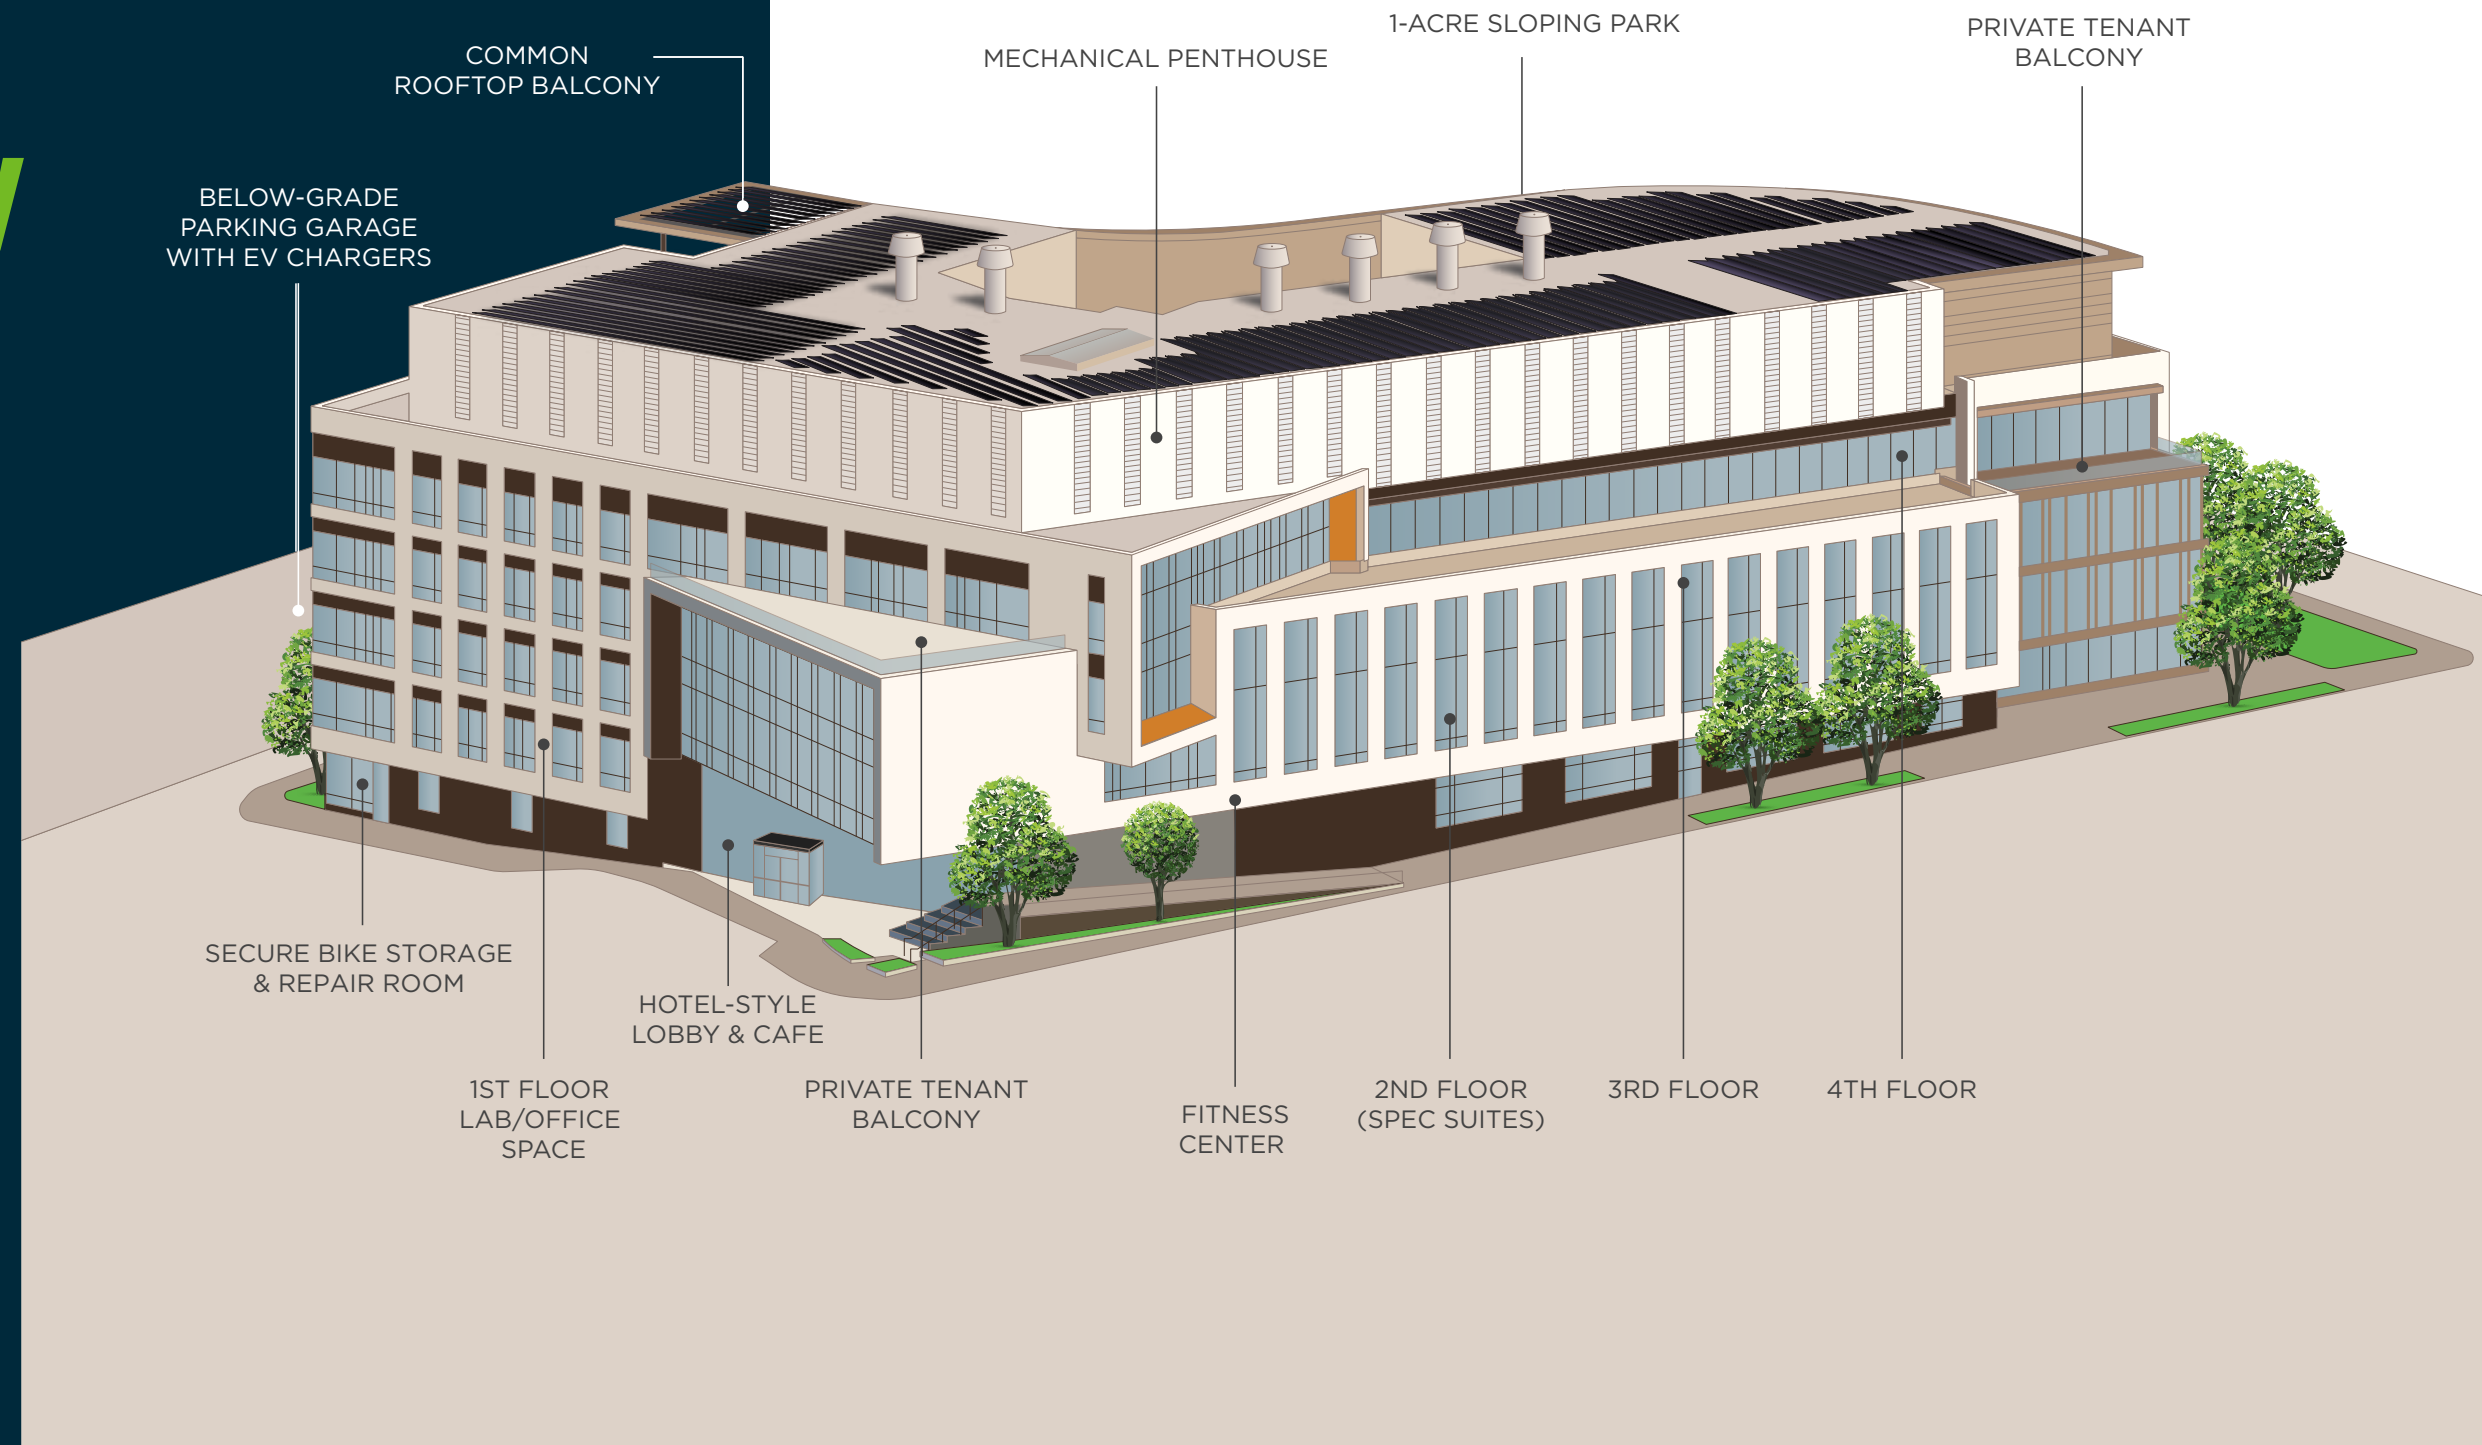 COMMON
ROOFTOP BALCONY
MECHANICAL PENTHOUSE
1-ACRE SLOPING PARK
PRIVATE TENANT
BALCONY
BELOW-GRADE
PARKING GARAGE
WITH EV CHARGERS
SECURE BIKE STORAGE
& REPAIR ROOM
1ST FLOOR
LAB/OFFICE
SPACE
HOTEL-STYLE
LOBBY & CAFE
PRIVATE TENANT
BALCONY
FITNESS
CENTER
2ND FLOOR
(SPEC SUITES)
3RD FLOOR
4TH FLOOR